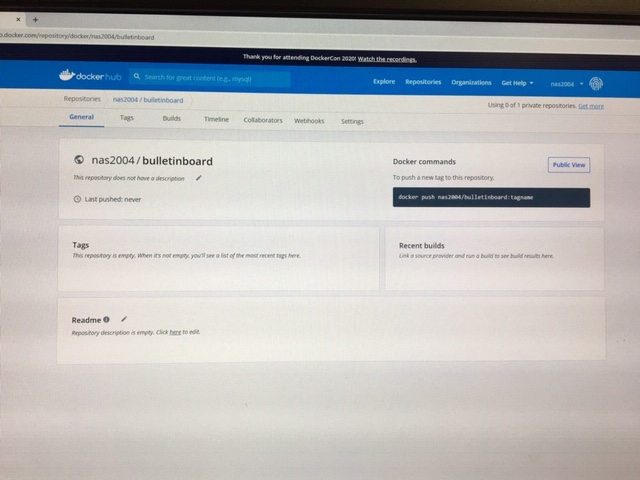 × +
o.docker.com/repository/docker/nas2004/bulletinboard
Thank you for attending DockerCon 2020! Watch the recordings.
dockerhub Search for great content (e.g., mysql) Explore Repositories Organizations Get Help nas2004
Repositories nas2004 / bulletinboard Using 0 of 1 private repositories. Get more
General Tags Builds Timeline Collaborators Webhooks Settings
nas2004 / bulletinboard
This repository does not have a description
Last pushed: never
Docker commands
Public View
To push a new tag to this repository,
docker push nas2004/bulletinboard:tagname
Tags
This repository is empty. When it's not empty, you'll see a list of the most recent tags here.
Recent builds
Link a source provider and run a build to see build results here.
Readme
Repository description is empty. Click here to edit.